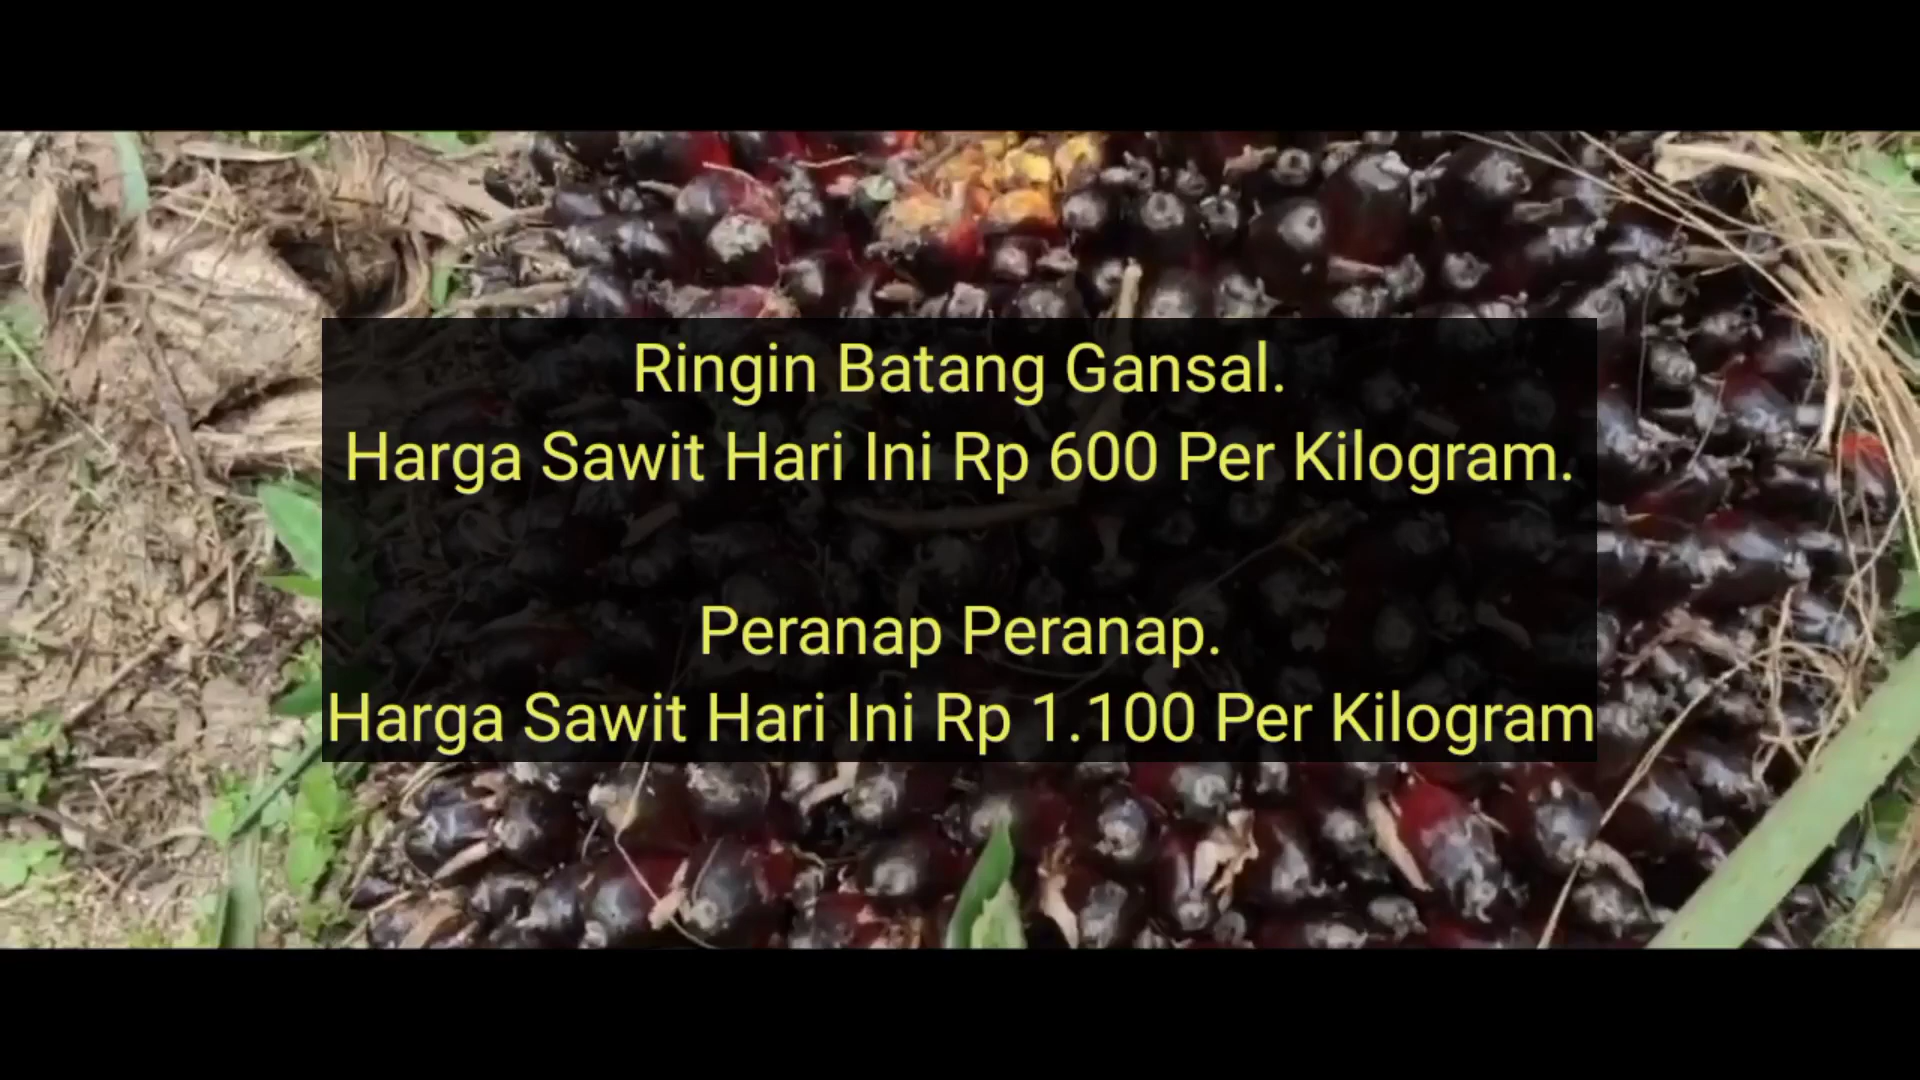 Ringin Batang Gansal.
Harga Sawit Hari Ini Rp 600 Per Kilogram.
Peranap Peranap.
Harga Sawit Hari Ini Rp 1.100 Per Kilogram